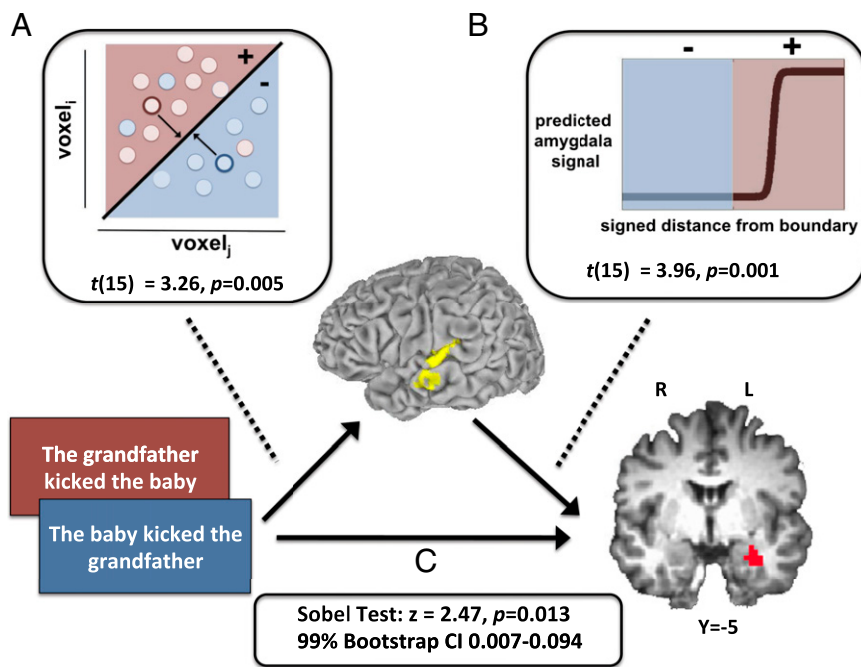 A
voxelᵢ
+
-
voxelⱼ
t(15) = 3.26, p=0.005
B
- +
predicted
amygdala
signal
signed distance from boundary
t(15) = 3.96, p=0.001
The grandfather
kicked the baby
The baby kicked the
grandfather
R L
Y=-5
C
Sobel Test: z = 2.47, p=0.013
99% Bootstrap CI 0.007-0.094